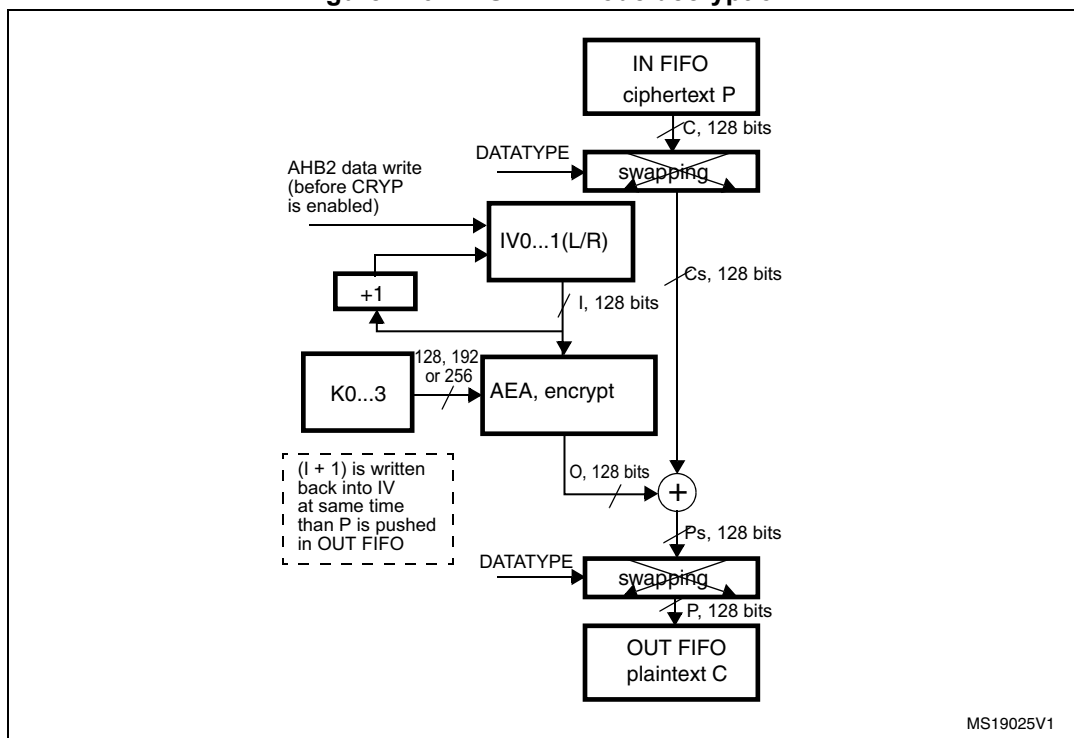 IN FIFO
ciphertext P
C, 128 bits
DATATYPE
swapping
AHB2 data write
(before CRYP
is enabled)
IV0...1(L/R)
Cs, 128 bits
+1
I, 128 bits
128, 192
or 256
K0...3
AEA, encrypt
(I + 1) is written
back into IV
at same time
than P is pushed
in OUT FIFO
O, 128 bits
+
Ps, 128 bits
DATATYPE
swapping
P, 128 bits
OUT FIFO
plaintext C
MS19025V1